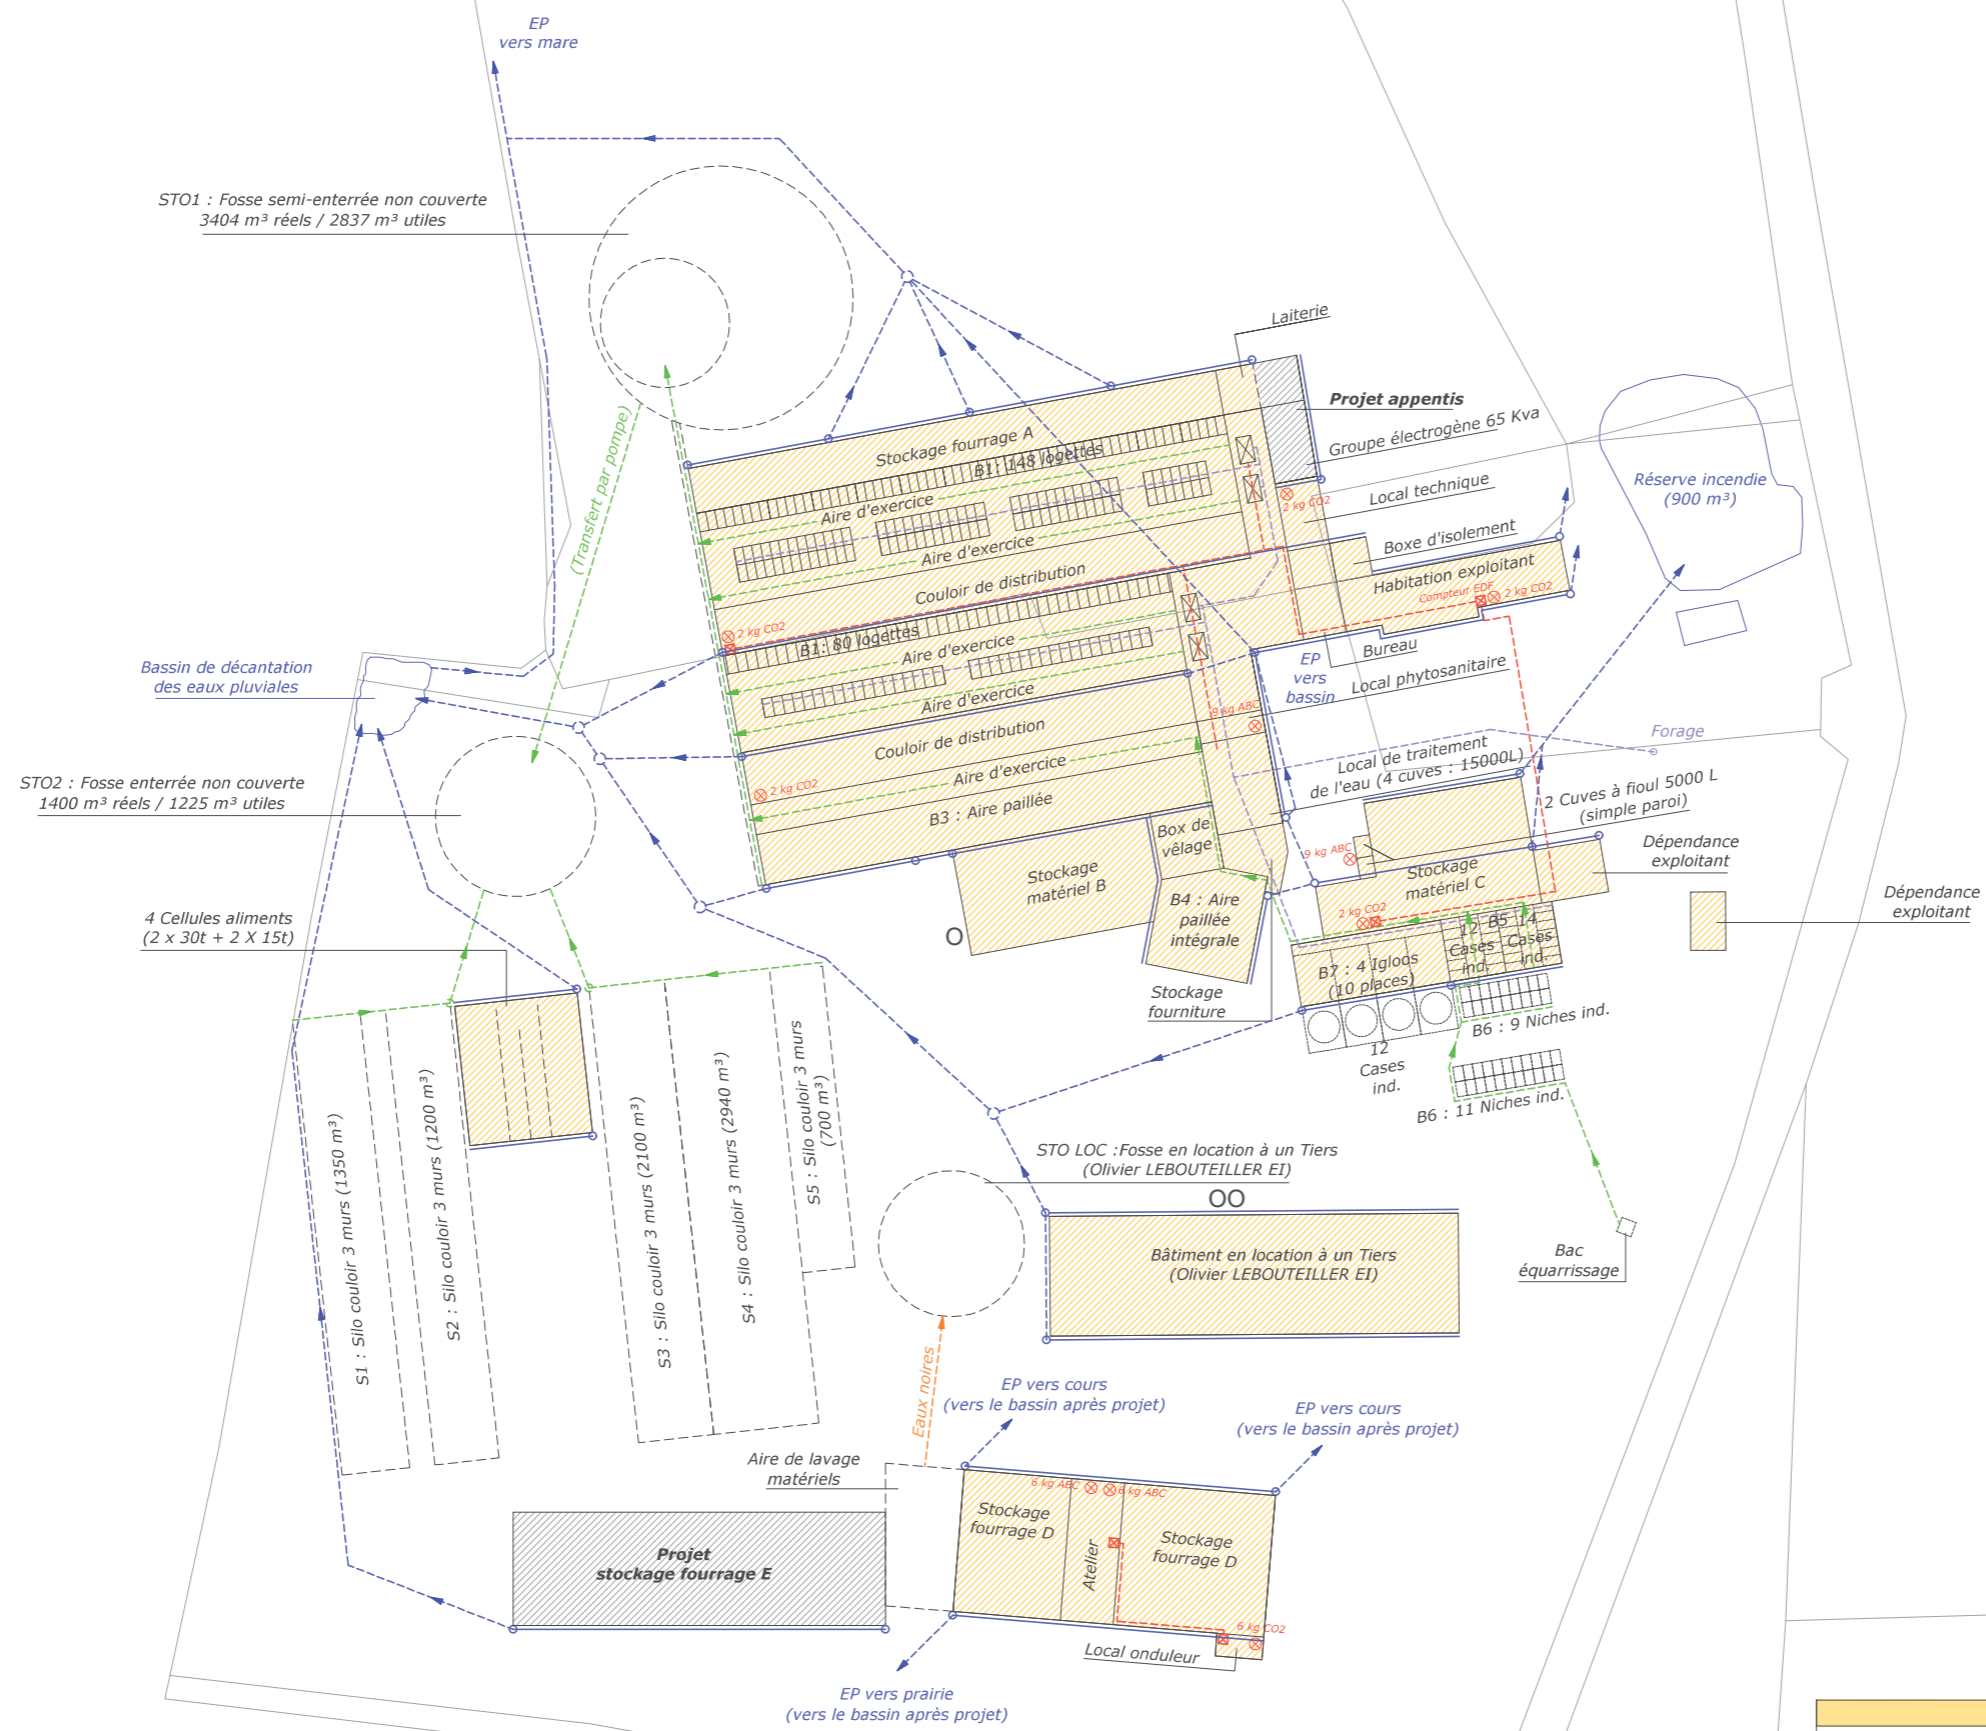 EP
vers mare
STO1 : Fosse semi-enterrée non couverte
3404 m³ réels / 2837 m³ utiles
(Transfert par pompe)
Laiterie
Projet appentis
Groupe électrogène 65 Kva
Stockage fourrage A
B1: 148 logettes
Aire d'exercice
2 kg CO2
Local technique
Réserve incendie
(900 m³)
Aire d'exercice
Boxe d'isolement
Couloir de distribution
Habitation exploitant
Compteur EDF
2 kg CO2
2 kg CO2
B1: 80 logettes
Aire d'exercice
Bureau
EP
vers
bassin
Bassin de décantation
des eaux pluviales
Local phytosanitaire
Aire d'exercice
9 kg ABC
Couloir de distribution
Forage
Aire d'exercice
Local de traitement
de l'eau (4 cuves : 15000L)
STO2 : Fosse enterrée non couverte
1400 m³ réels / 1225 m³ utiles
2 kg CO2
B3 : Aire paillée
2 Cuves à fioul 5000 L
(simple paroi)
Box de
vêlage
9 kg ABC
Dépendance
exploitant
Stockage
matériel B
Stockage
matériel C
Dépendance
exploitant
B4 : Aire
paillée
intégrale
2 kg CO2
4 Cellules aliments
(2 x 30t + 2 X 15t)
O
12
Cases
ind.
B5
14
Cases
ind.
B7 : 4 Igloos
(10 places)
Stockage
fourniture
B6 : 9 Niches ind.
12
Cases
ind.
B6 : 11 Niches ind.
S1 : Silo couloir 3 murs (1350 m³)
S2 : Silo couloir 3 murs (1200 m³)
S3 : Silo couloir 3 murs (2100 m³)
S4 : Silo couloir 3 murs (2940 m³)
S5 : Silo couloir 3 murs
(700 m³)
STO LOC :Fosse en location à un Tiers
(Olivier LEBOUTEILLER EI)
OO
Bâtiment en location à un Tiers
(Olivier LEBOUTEILLER EI)
Bac
équarrissage
Eaux noires
EP vers cours
(vers le bassin après projet)
EP vers cours
(vers le bassin après projet)
Aire de lavage
matériels
6 kg ABC
6 kg ABC
Stockage
fourrage D
Atelier
Stockage
fourrage D
Projet
stockage fourrage E
6 kg CO2
Local onduleur
EP vers prairie
(vers le bassin après projet)